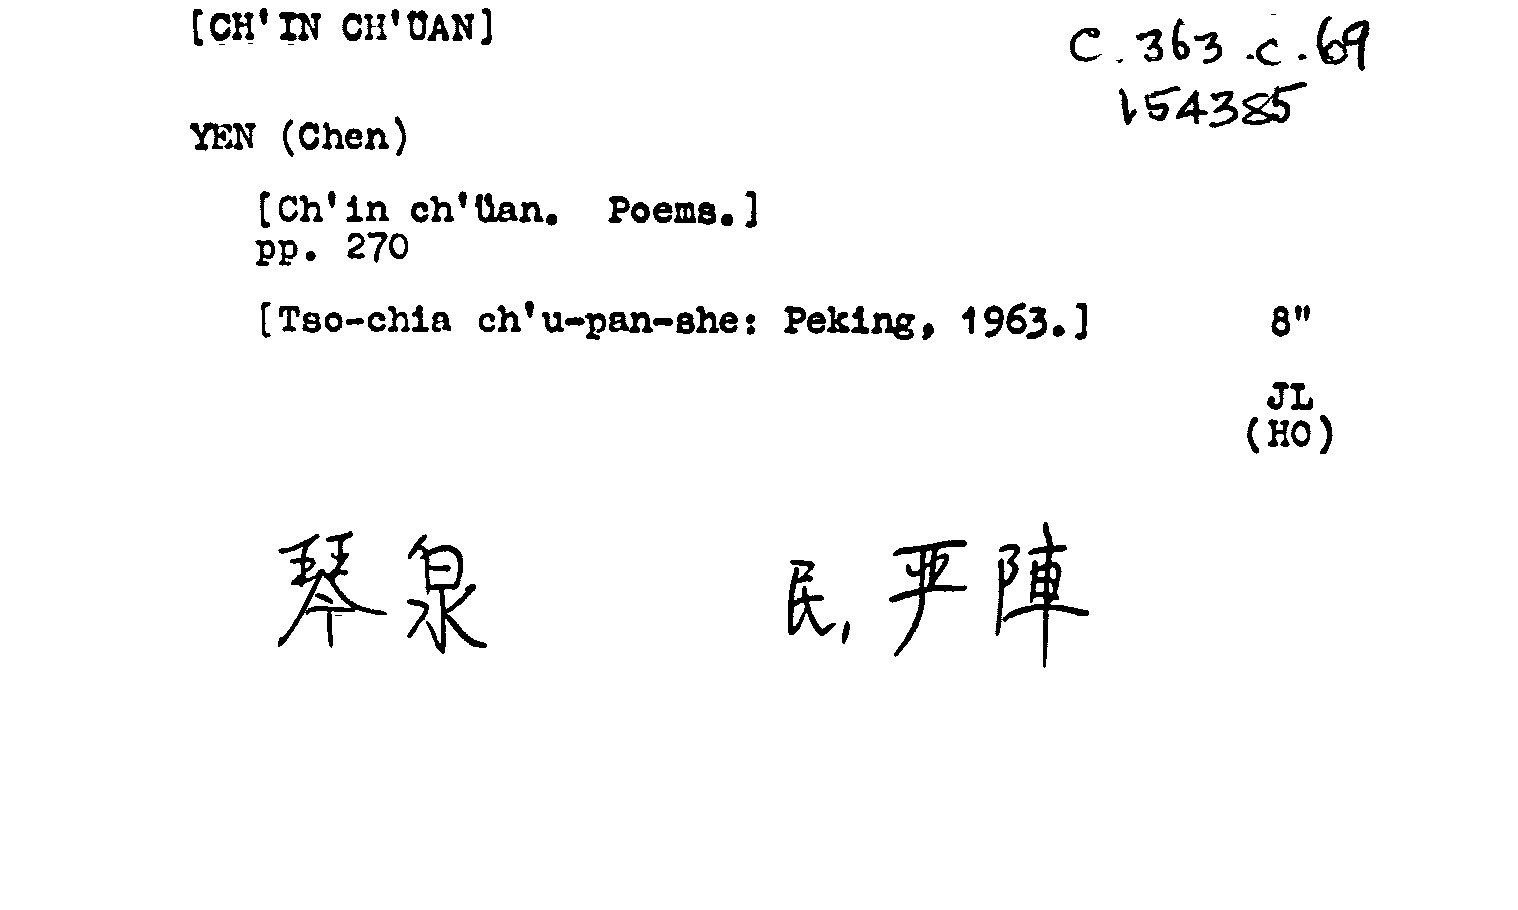 [CH'IN CH'ÜAN]
C.363.c.69
154385
YEN (Chen)
[Ch'in ch'üan. Poems.]
pp. 270
[Tso-chia ch'u-pan-she: Peking, 1963.] 8"
JL
(HO)
琴泉 民, 严陣